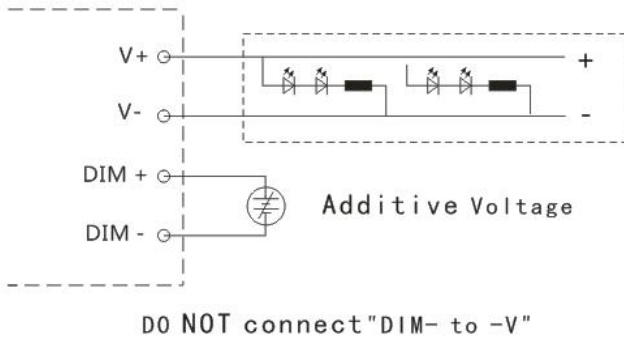 V+
+
V-
-
DIM +
Additive Voltage
DIM -
DO NOT connect"DIM- to -V"